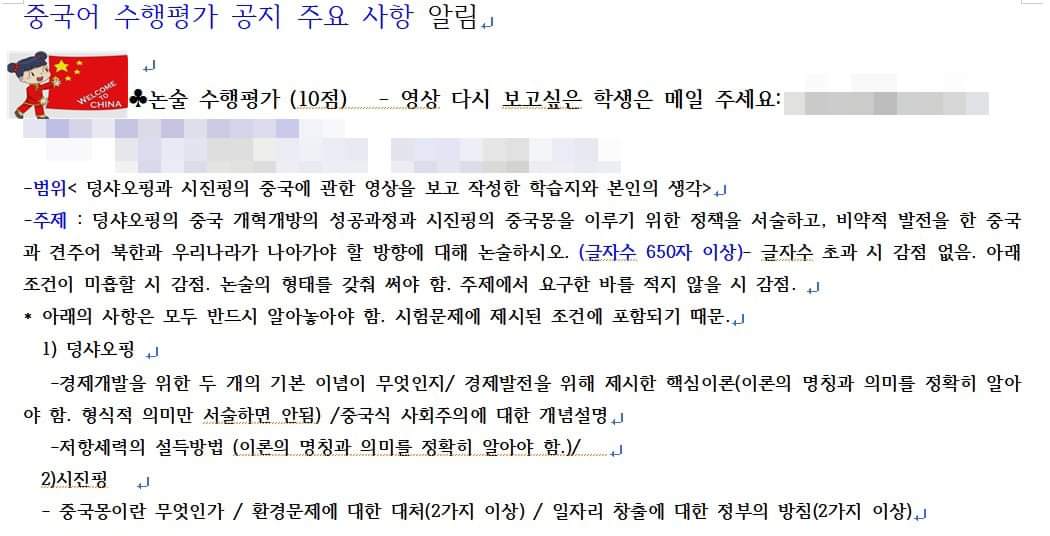 중국어 수행평가 공지 주요 사항 알림
WELCOME
TO
CHINA
♣논술 수행평가 (10점) - 영상 다시 보고싶은 학생은 메일 주세요:
-범위< 덩샤오핑과 시진핑의 중국에 관한 영상을 보고 작성한 학습지와 본인의 생각>
-주제 : 덩샤오핑의 중국 개혁개방의 성공과정과 시진핑의 중국몽을 이루기 위한 정책을 서술하고, 비약적 발전을 한 중국
과 견주어 북한과 우리나라가 나아가야 할 방향에 대해 논술하시오. (글자수 650자 이상)- 글자수 초과 시 감점 없음. 아래
조건이 미흡할 시 감점. 논술의 형태를 갖춰 써야 함. 주제에서 요구한 바를 적지 않을 시 감점.
* 아래의 사항은 모두 반드시 알아놓아야 함. 시험문제에 제시된 조건에 포함되기 때문.
1) 덩샤오핑
-경제개발을 위한 두 개의 기본 이념이 무엇인지/ 경제발전을 위해 제시한 핵심이론(이론의 명칭과 의미를 정확히 알아
야 함. 형식적 의미만 서술하면 안됨) /중국식 사회주의에 대한 개념설명
-저항세력의 설득방법 (이론의 명칭과 의미를 정확히 알아야 함.)/
2)시진핑
- 중국몽이란 무엇인가 / 환경문제에 대한 대처(2가지 이상) / 일자리 창출에 대한 정부의 방침(2가지 이상)